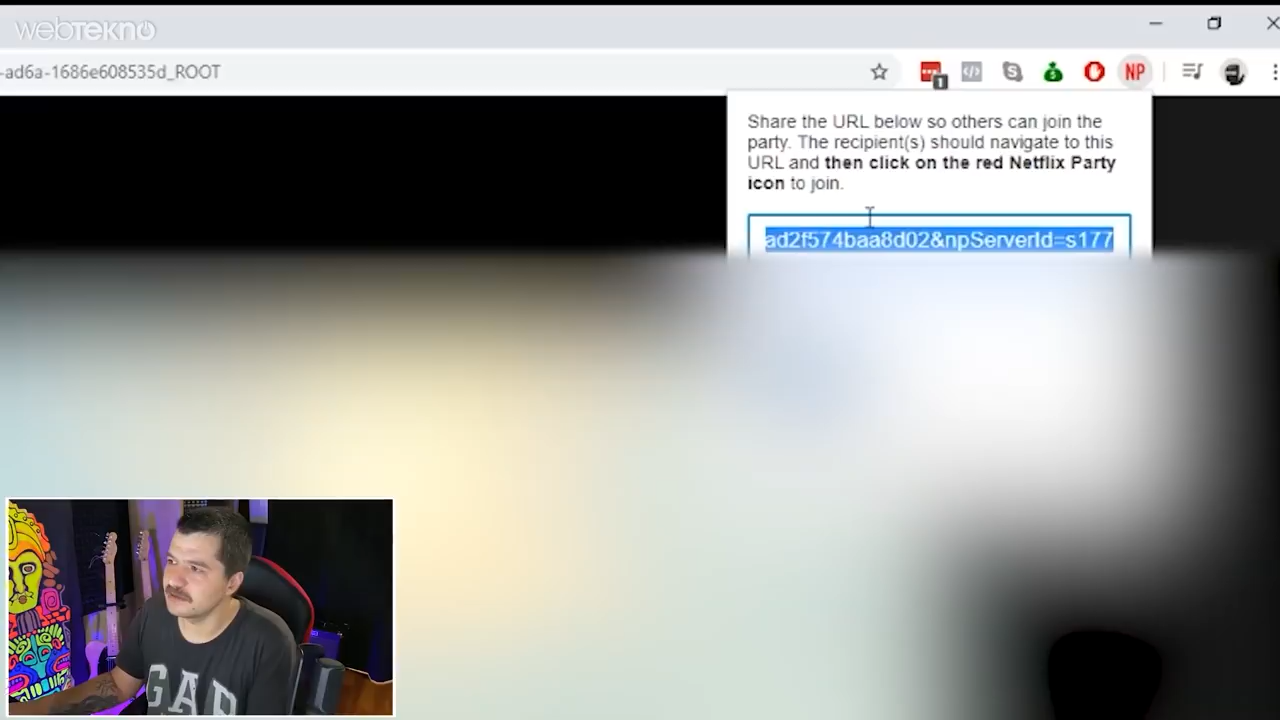 webTEKNO
-ad6a-1686e608535d_ROOT
1
NP
Share the URL below so others can join the
party. The recipient(s) should navigate to this
URL and then click on the red Netflix Party
icon to join.
ad2f574baa8d02&npServerId=s177
GAP